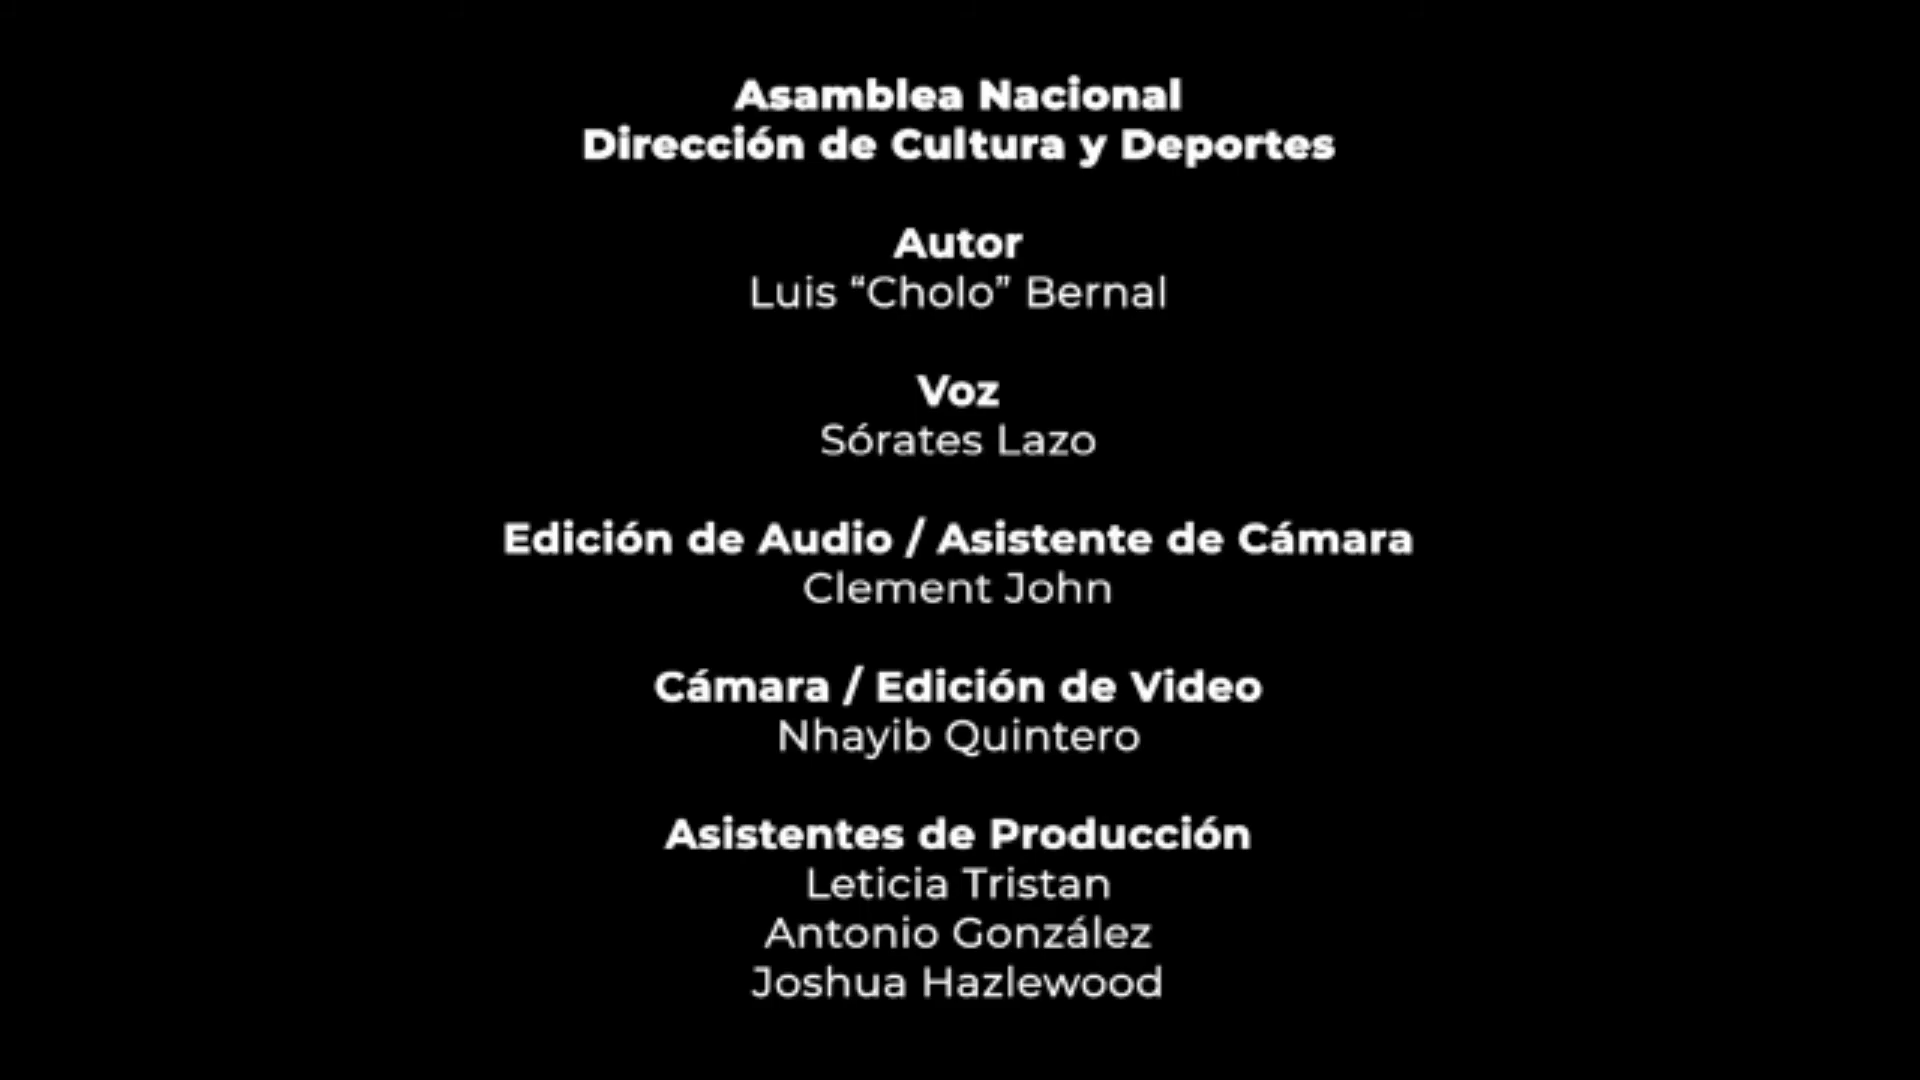 Asamblea Nacional
Dirección de Cultura y Deportes
Autor
Luis “Cholo” Bernal
Voz
Sórates Lazo
Edición de Audio / Asistente de Cámara
Clement John
Cámara / Edición de Video
Nhayib Quintero
Asistentes de Producción
Leticia Tristan
Antonio González
Joshua Hazlewood